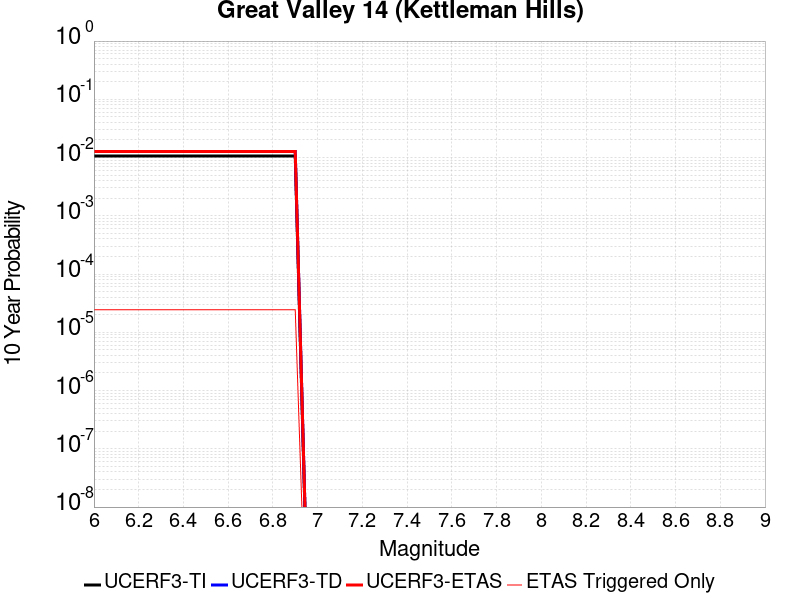 Great Valley 14 (Kettleman Hills)
10^0
10^-1
10^-2
10^-3
10^-4
10^-5
10^-6
10^-7
10^-8
10 Year Probability
6 6.2 6.4 6.6 6.8 7 7.2 7.4 7.6 7.8 8 8.2 8.4 8.6 8.8 9
Magnitude
UCERF3-TI UCERF3-TD UCERF3-ETAS ETAS Triggered Only